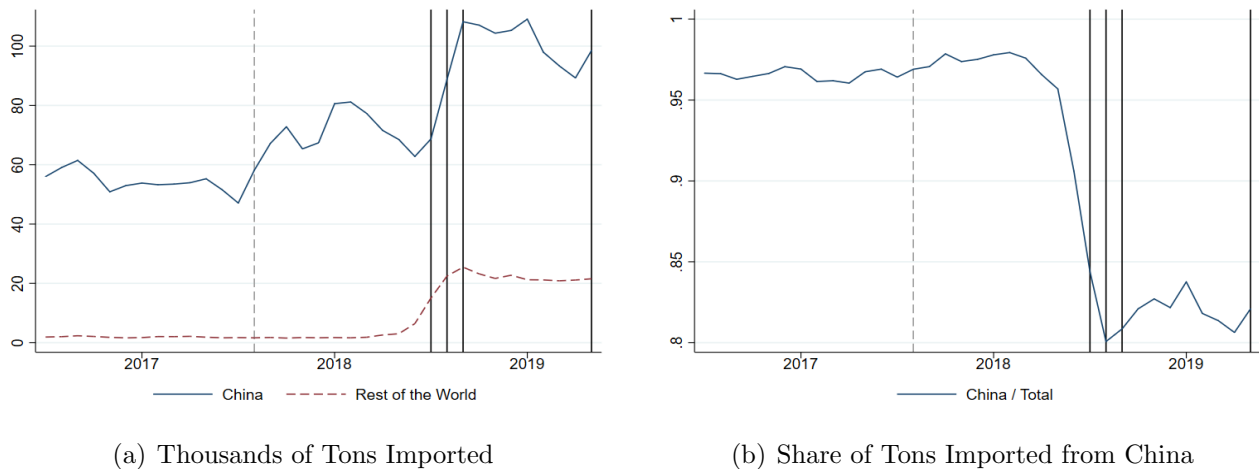 100
80
60
40
20
0
2017 2018 2019
China Rest of the World
(a) Thousands of Tons Imported
1
.95
.9
.85
.8
2017 2018 2019
China / Total
(b) Share of Tons Imported from China